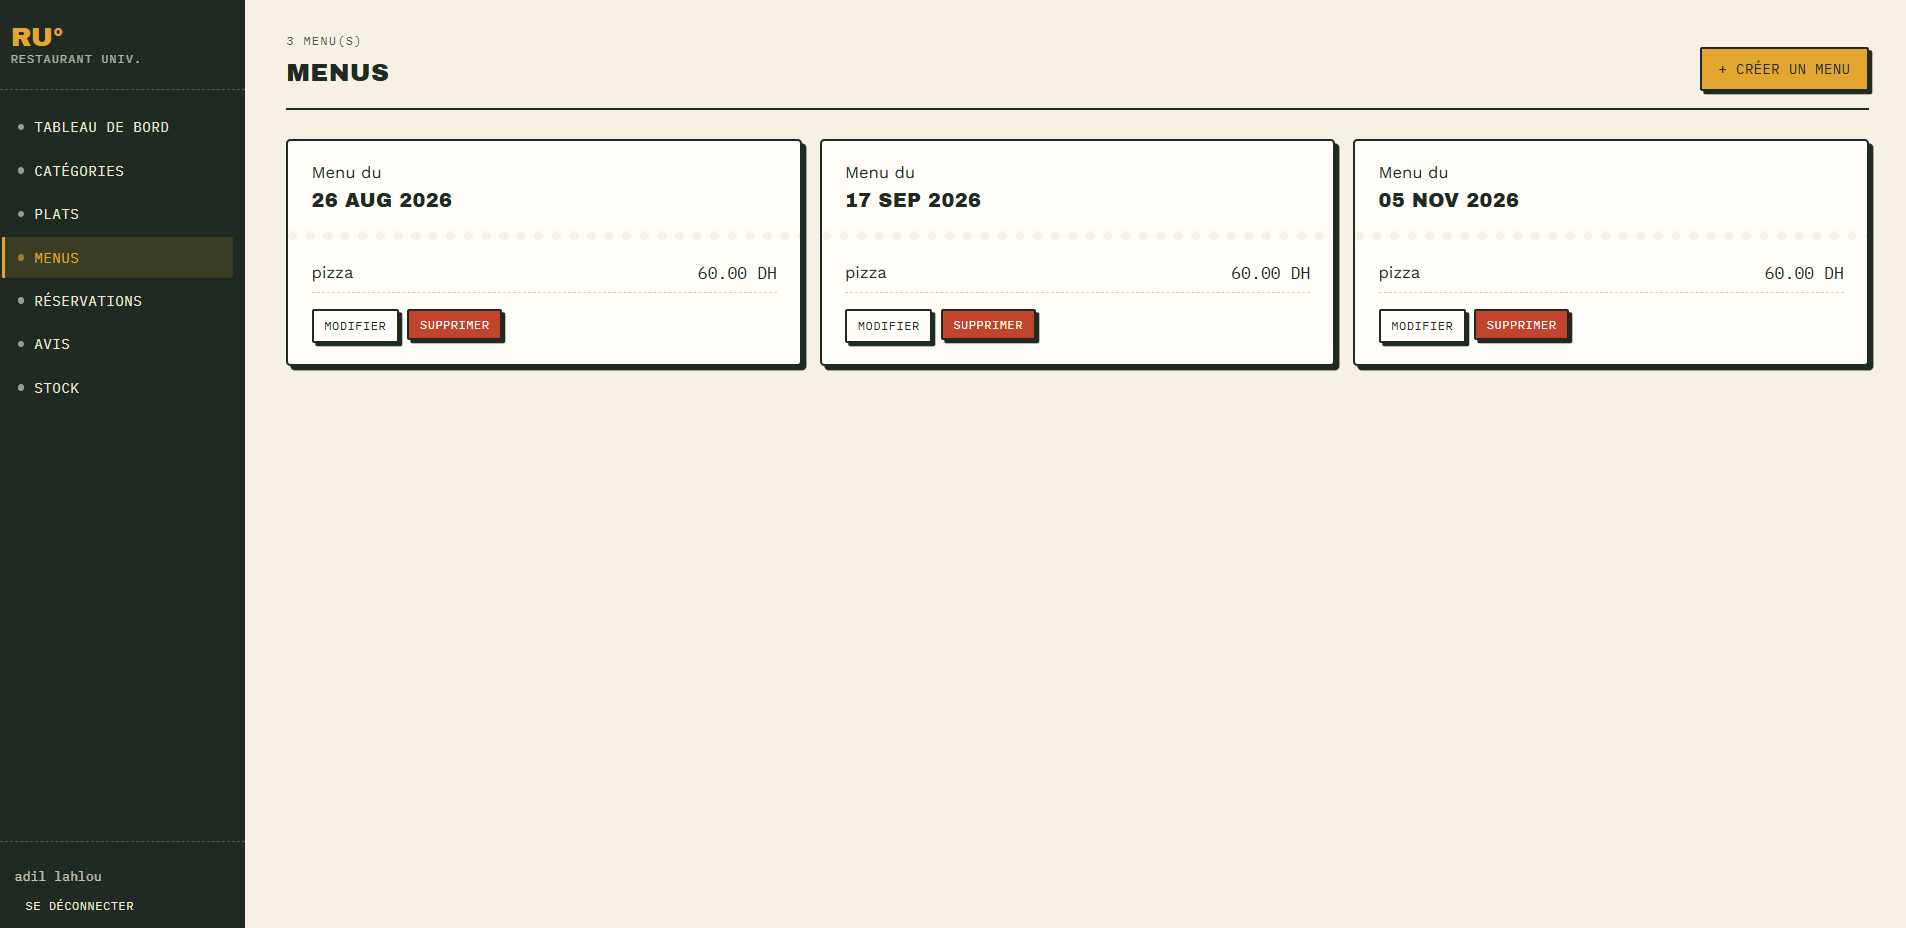 RU°
RESTAURANT UNIV.
TABLEAU DE BORD
CATÉGORIES
PLATS
MENUS
RÉSERVATIONS
AVIS
STOCK
adil lahlou
SE DÉCONNECTER
3 MENU(S)
MENUS
+ CRÉER UN MENU
Menu du
26 AUG 2026
pizza 60.00 DH
MODIFIER SUPPRIMER
Menu du
17 SEP 2026
pizza 60.00 DH
MODIFIER SUPPRIMER
Menu du
05 NOV 2026
pizza 60.00 DH
MODIFIER SUPPRIMER